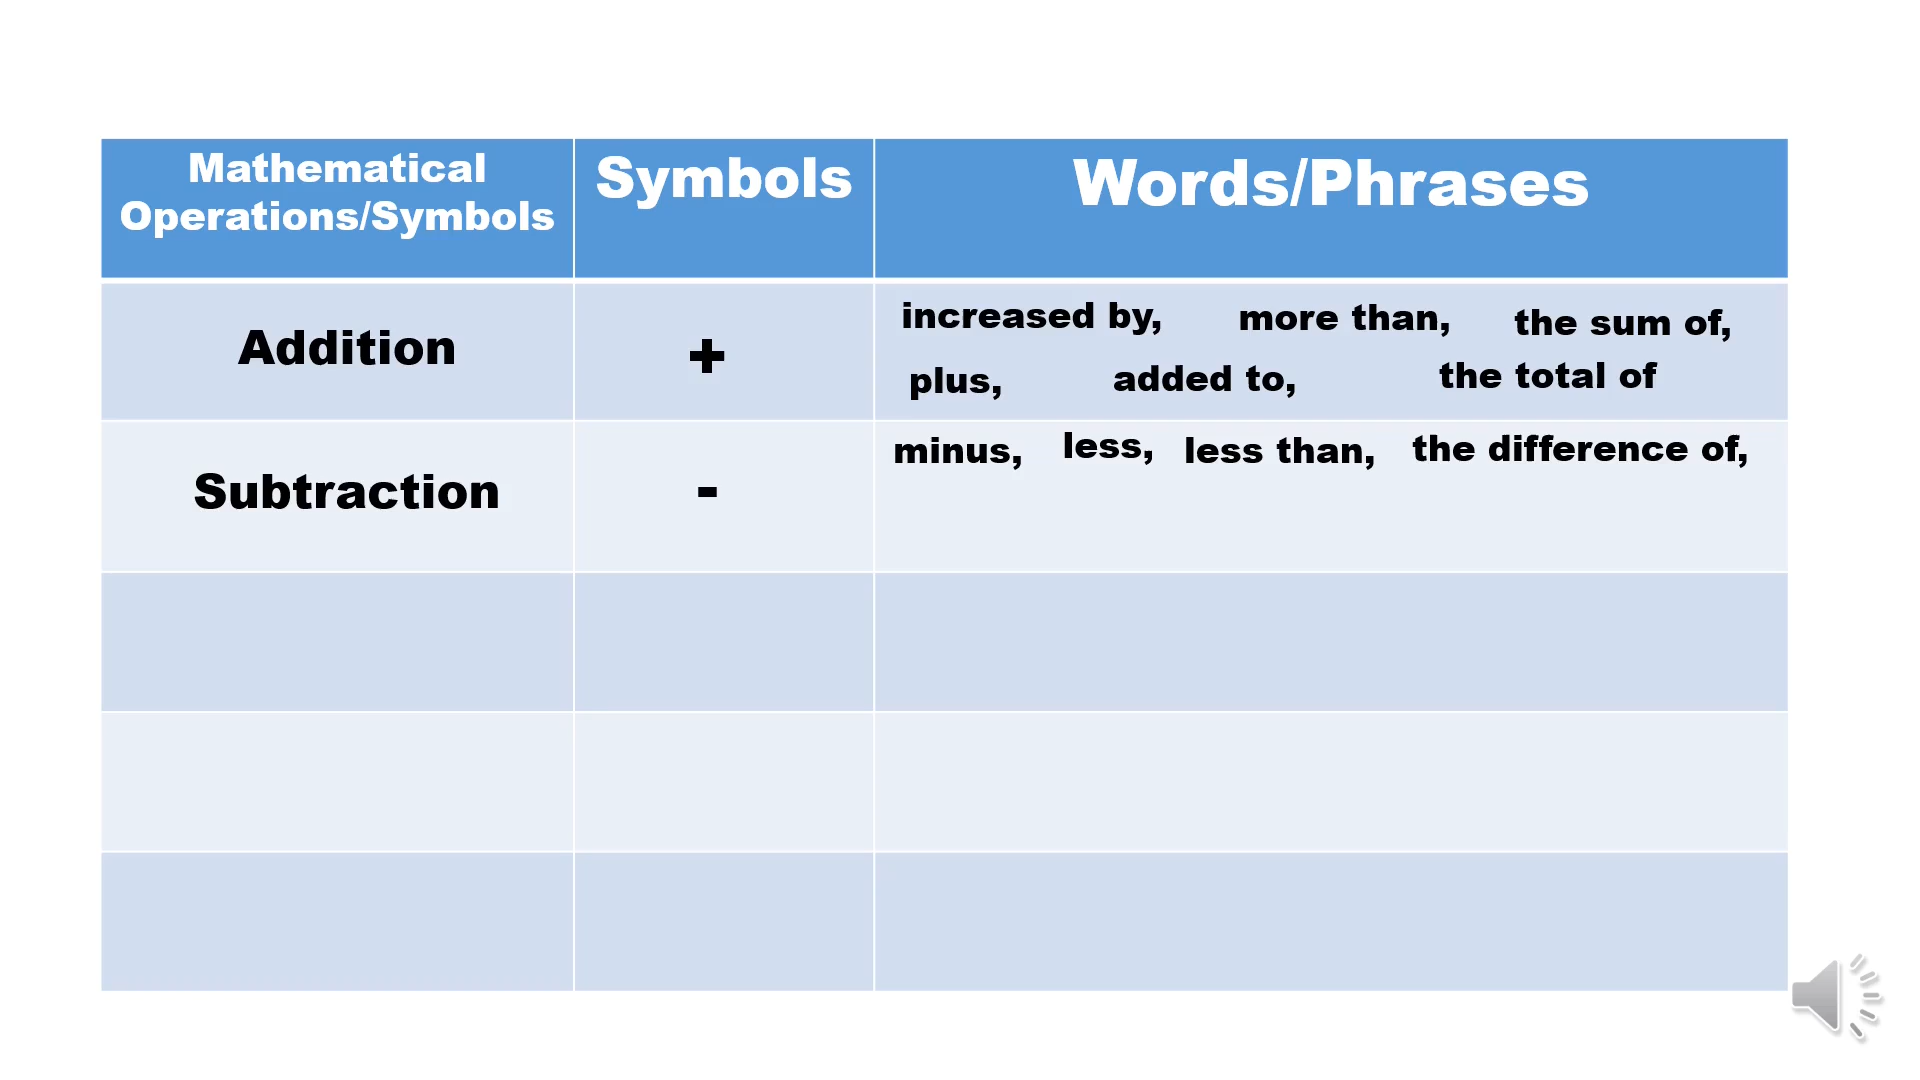 Mathematical
Operations/Symbols
Symbols
Words/Phrases
Addition
+
increased by, more than, the sum of,
plus, added to, the total of
Subtraction
-
minus, less, less than, the difference of,